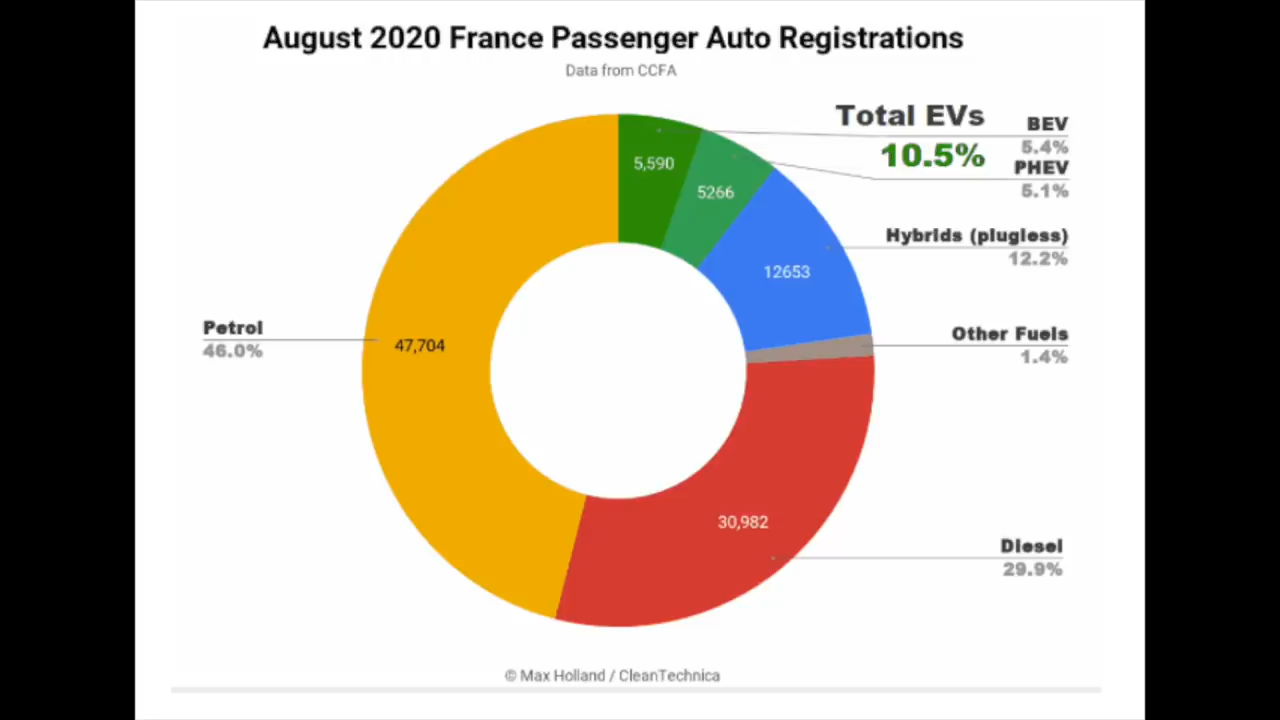 August 2020 France Passenger Auto Registrations
Data from CCFA
Total EVs
10.5%
BEV
5.4%
PHEV
5.1%
5,590
5266
Hybrids (plugless)
12.2%
12653
Other Fuels
1.4%
Petrol
46.0%
47,704
30,982
Diesel
29.9%
© Max Holland / CleanTechnica